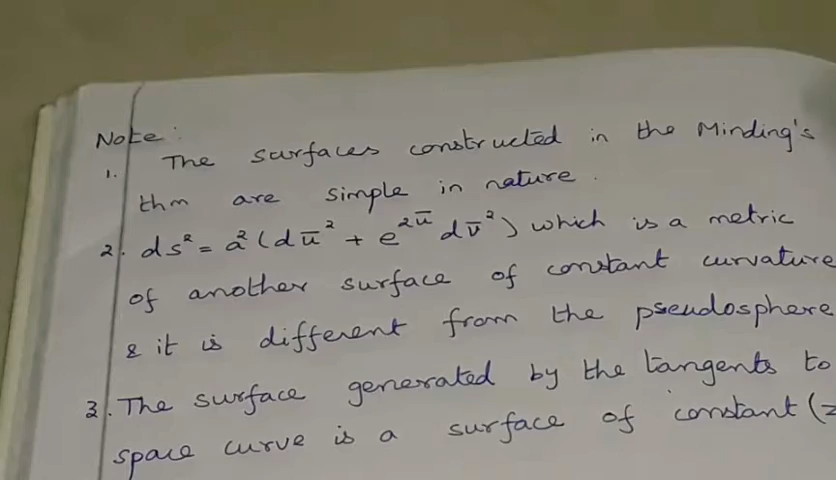 Note:
1. The surfaces constructed in the Minding's
thm are simple in nature.
2. ds² = a²(dū² + e^{2ū} dv̄²) which is a metric
of another surface of constant curvature
& it is different from the pseudosphere
3. The surface generated by the tangents to
space curve is a surface of constant (z